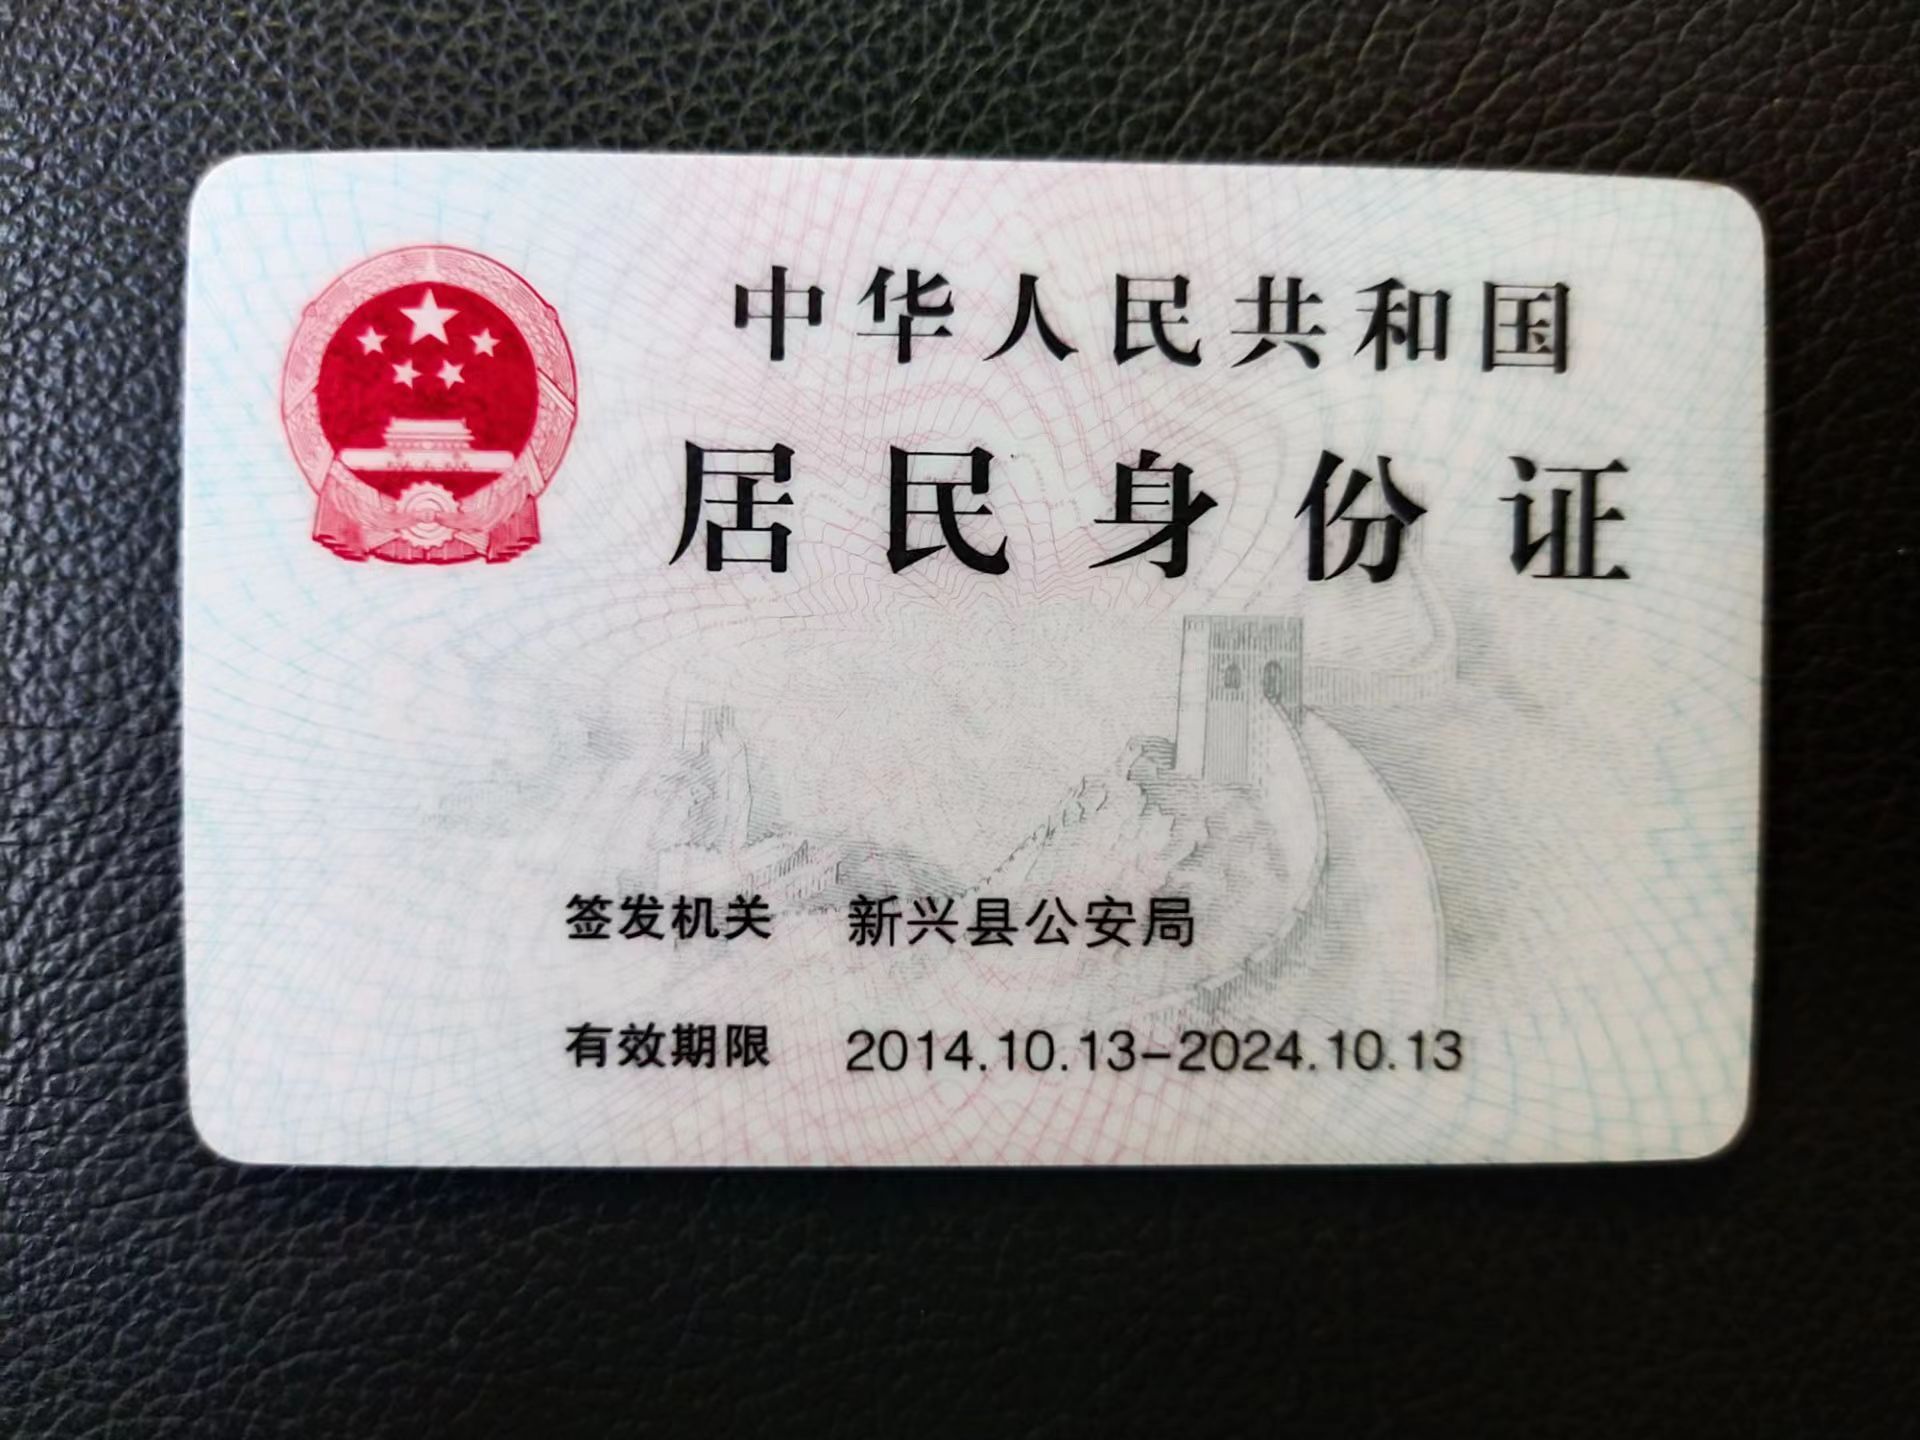 中华人民共和国
居民身份证
签发机关 新兴县公安局
有效期限 2014.10.13-2024.10.13